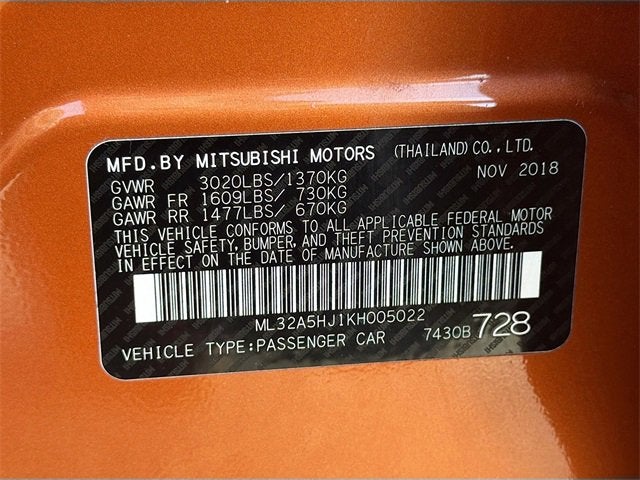 MFD.BY MITSUBISHI MOTORS (THAILAND) CO., LTD.
GVWR 3020LBS/1370KG NOV 2018
GAWR FR 1609LBS/ 730KG
GAWR RR 1477LBS/ 670KG
THIS VEHICLE CONFORMS TO ALL APPLICABLE FEDERAL MOTOR
VEHICLE SAFETY, BUMPER, AND THEFT PREVENTION STANDARDS
IN EFFECT ON THE DATE OF MANUFACTURE SHOWN ABOVE.
ML32A5HJ1KH005022
VEHICLE TYPE:PASSENGER CAR 7430B 728